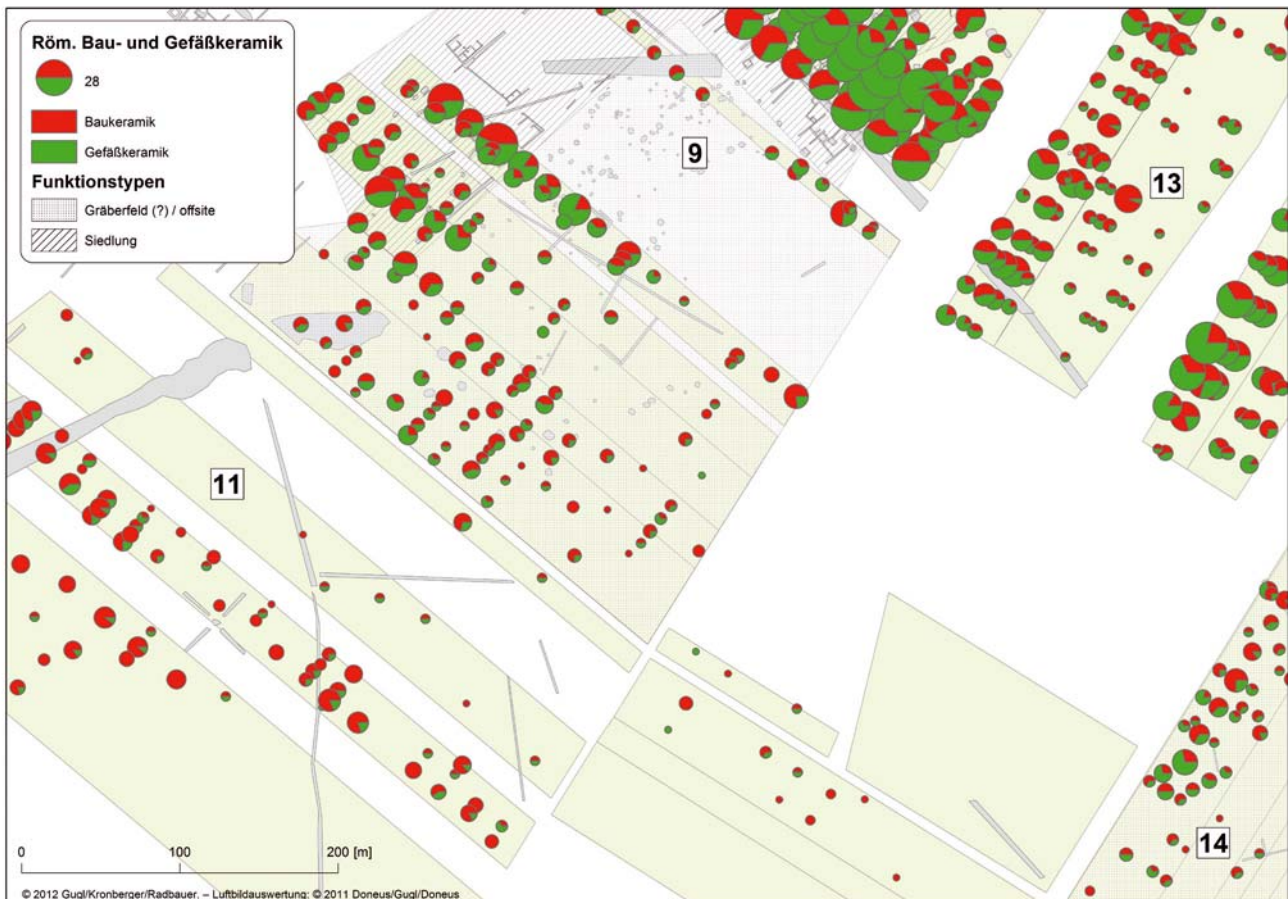 Röm. Bau- und Gefäßkeramik
28
Baukeramik
Gefäßkeramik
Funktionstypen
Gräberfeld (?) / offsite
Siedlung
9
13
11
14
0 100 200 [m]
© 2012 Gugl/Kronberger/Radbauer. – Luftbildauswertung: © 2011 Doneus/Gugl/Doneus